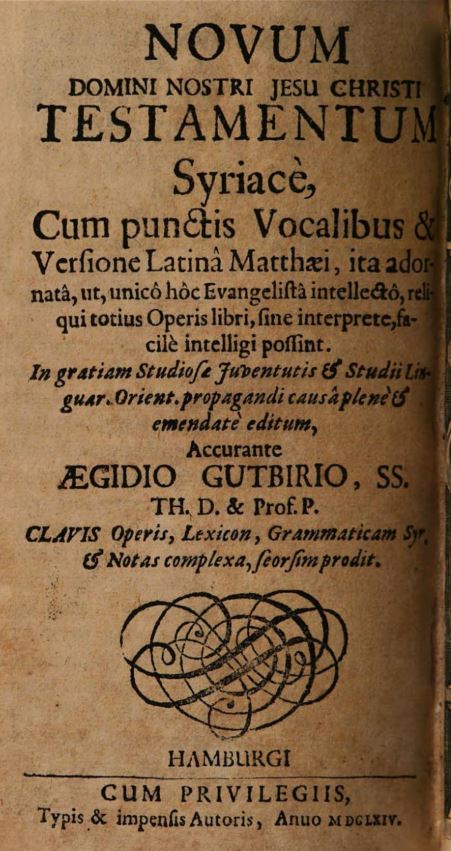 NOVUM
DOMINI NOSTRI JESU CHRISTI
TESTAMENTUM
Syriacè,
Cum punctis Vocalibus &
Versione Latinâ Matthæi, ita ador-
natâ, ut, unicô hôc Evangelistâ intellectô, reli-
qui totius Operis libri, sine interprete, fa-
cilè intelligi possint.
In gratiam Studiosæ Juventutis & Studii Lin-
guar. Orient. propagandi causâ plenè &
emendatè editum,
Accurante
ÆGIDIO GUTBIRIO, SS.
TH. D. & Prof. P.
CLAVIS Operis, Lexicon, Grammaticam Syr.
& Notas complexa, seorsim prodit.
HAMBURGI
CUM PRIVILEGIIS,
Typis & impensis Autoris, Anno MDCLXIV.